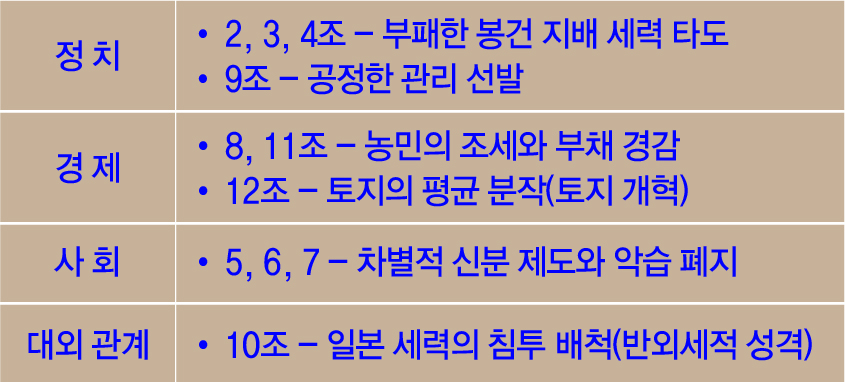 정 치
• 2, 3, 4조 – 부패한 봉건 지배 세력 타도
• 9조 – 공정한 관리 선발
경 제
• 8, 11조 – 농민의 조세와 부채 경감
• 12조 – 토지의 평균 분작(토지 개혁)
사 회
• 5, 6, 7 – 차별적 신분 제도와 악습 폐지
대외 관계
• 10조 – 일본 세력의 침투 배척(반외세적 성격)